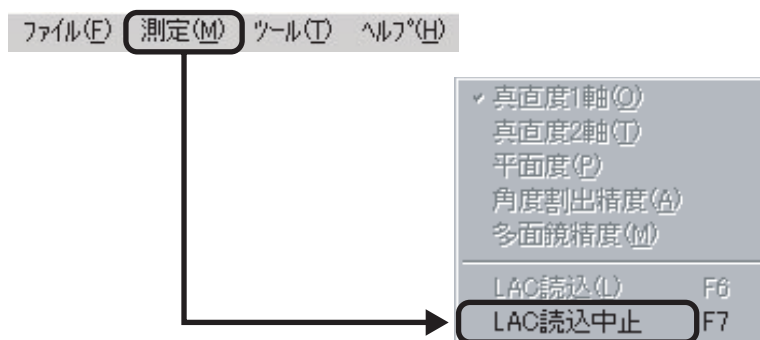 ファイル(F) 測定(M) ツール(T) ヘルプ(H)
✓ 真直度1軸(O)
真直度2軸(T)
平面度(P)
角度割出精度(A)
多面鏡精度(M)
LAC読込(L) F6
LAC読込中止 F7